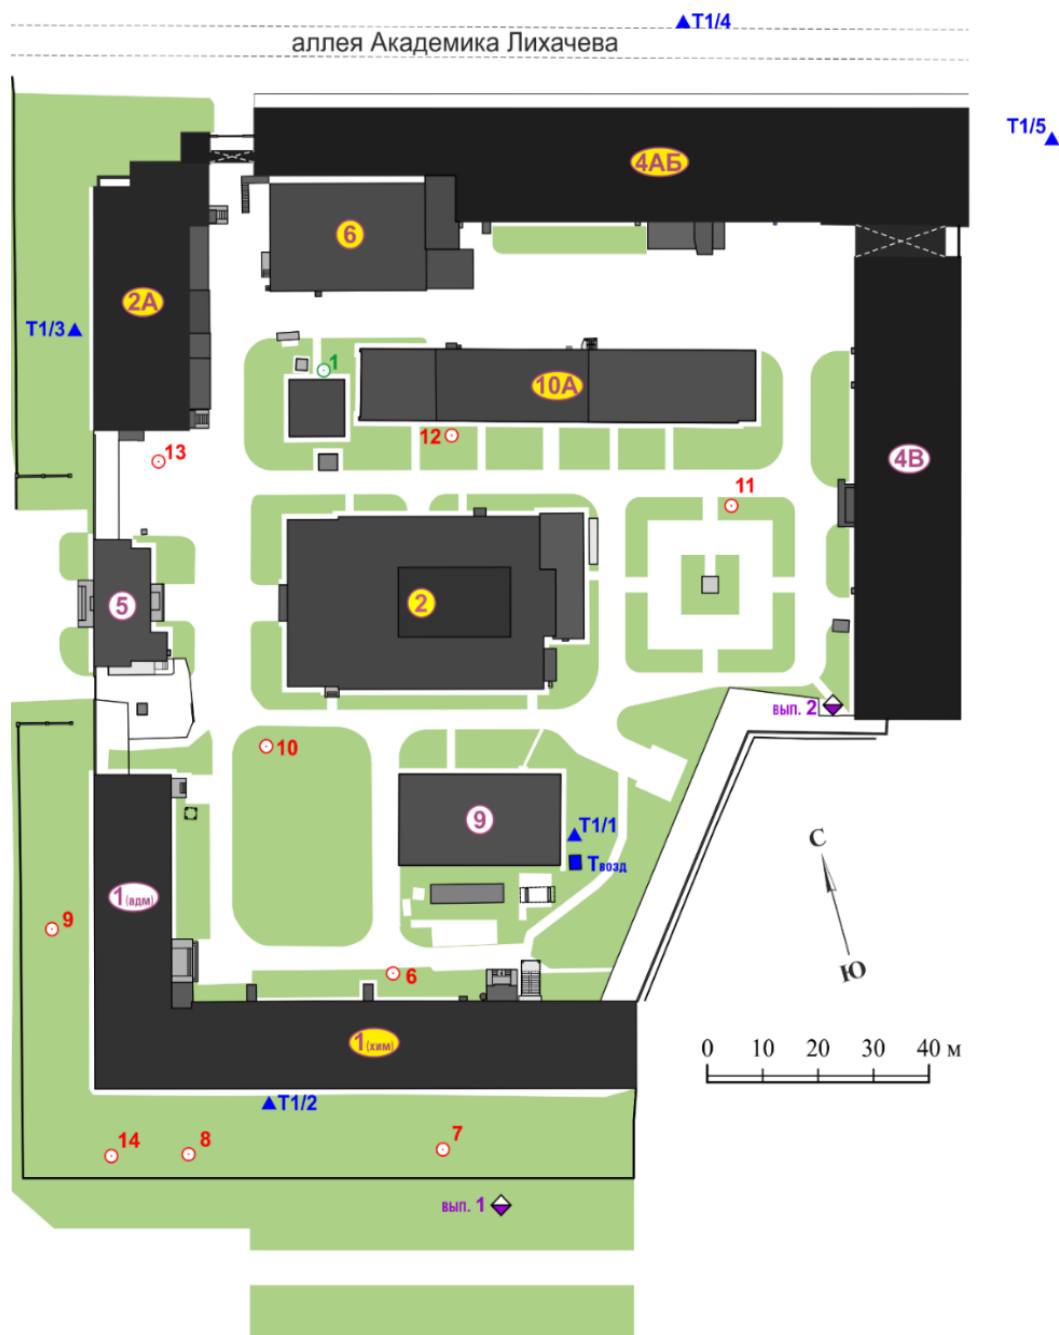 Т1/4
аллея Академика Лихачева
Т1/5
4АБ
6
2А
Т1/3
1
10А
12
13
4В
11
5
2
вып. 2
10
9
Т1/1
Твозд
С
Ю
1(адм)
9
6
1(хим)
0 10 20 30 40 м
Т1/2
14
8
7
вып. 1